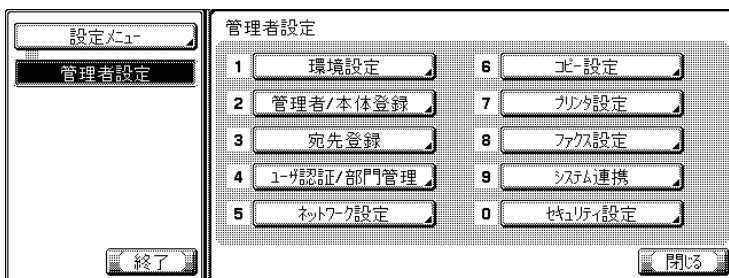 設定メニュー
管理者設定
終了
管理者設定
1 環境設定
2 管理者/本体登録
3 宛先登録
4 ユーザ認証/部門管理
5 ネットワーク設定
6 コピー設定
7 プリンタ設定
8 ファクス設定
9 システム連携
0 セキュリティ設定
閉じる